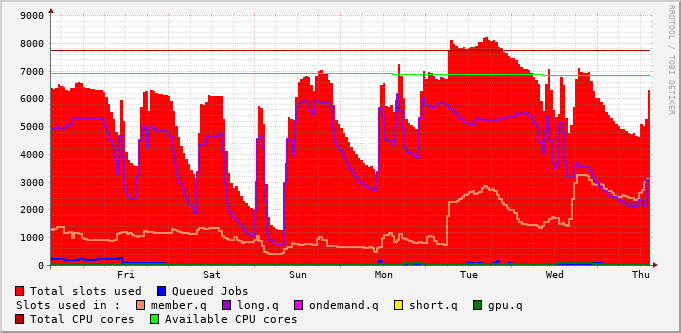 9000
8000
7000
6000
5000
4000
3000
2000
1000
0
Fri Sat Sun Mon Tue Wed Thu
RRDTOOL / TOBI OETIKER
Total slots used Queued Jobs
Slots used in : member.q long.q ondemand.q short.q gpu.q
Total CPU cores Available CPU cores